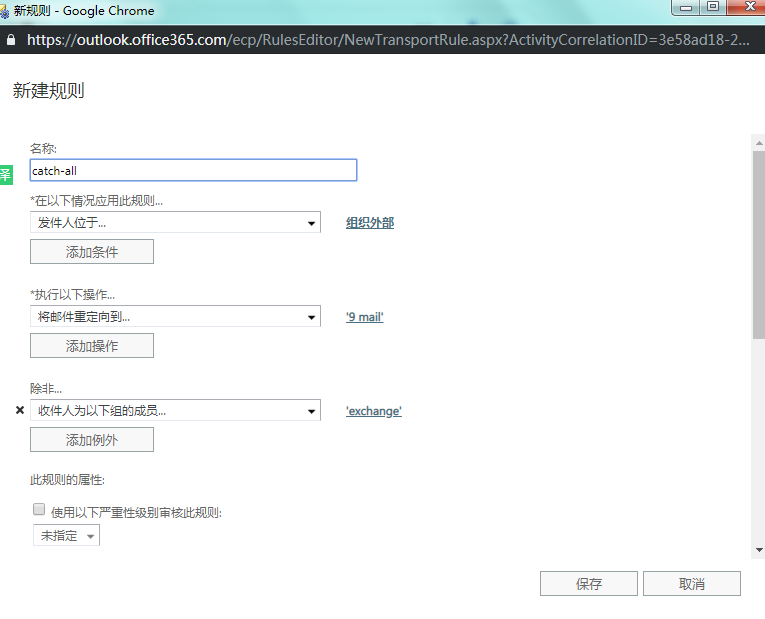 新规则 - Google Chrome
https://outlook.office365.com/ecp/RulesEditor/NewTransportRule.aspx?ActivityCorrelationID=3e58ad18-2...
新建规则
名称:
译
catch-all
*在以下情况应用此规则...
发件人位于... 组织外部
添加条件
*执行以下操作...
将邮件重定向到... '9 mail'
添加操作
除非...
收件人为以下组的成员... 'exchange'
添加例外
此规则的属性:
使用以下严重性级别审核此规则:
未指定
保存 取消